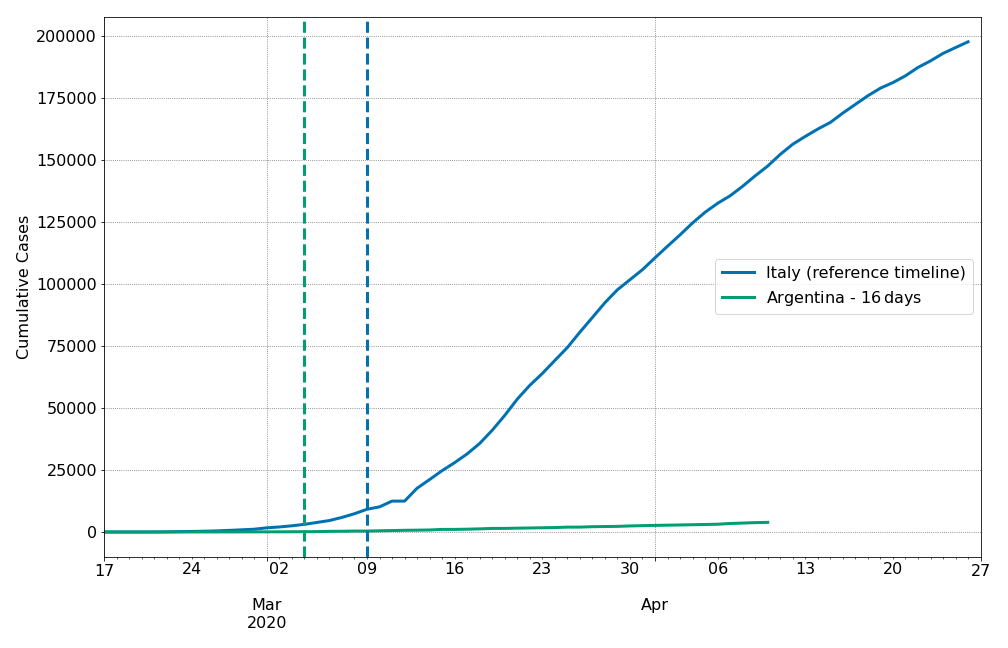 200000
175000
150000
125000
100000
75000
50000
25000
0
Cumulative Cases
Italy (reference timeline)
Argentina - 16 days
17 24 02 09 16 23 30 06 13 20 27
Mar Apr
2020